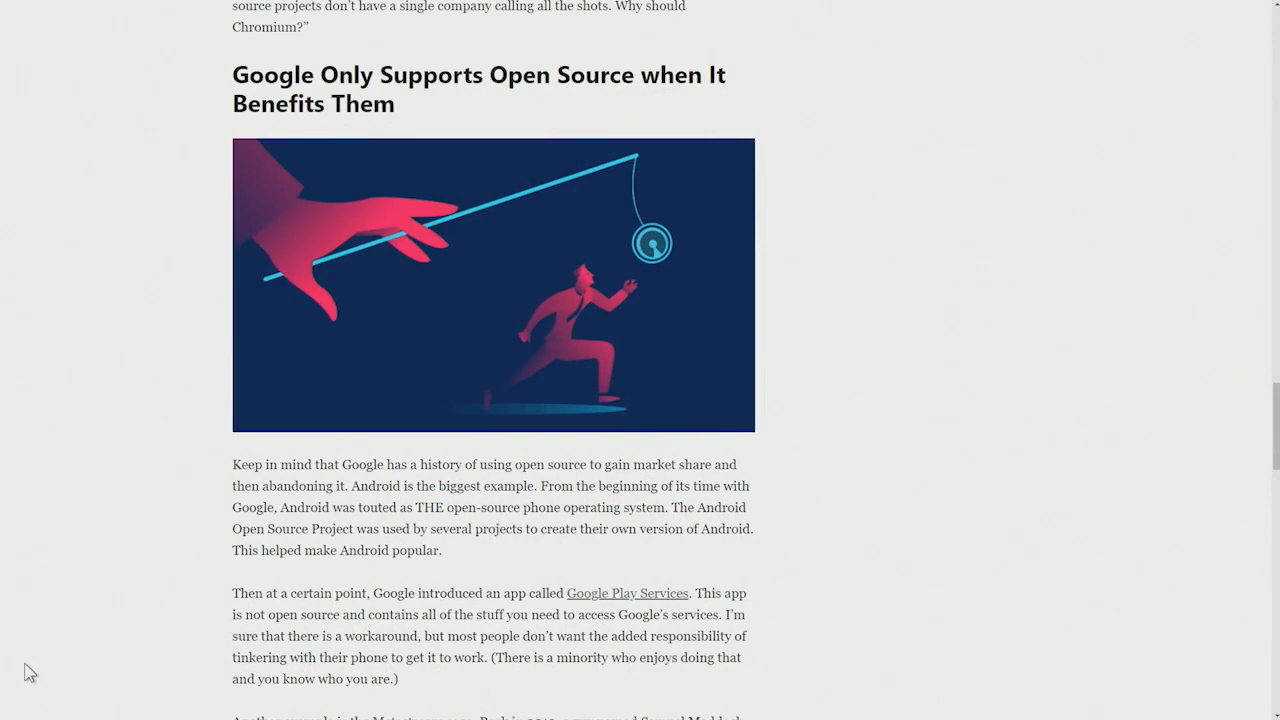 source projects don't have a single company calling all the shots. Why should
Chromium?”
Google Only Supports Open Source when It
Benefits Them
Keep in mind that Google has a history of using open source to gain market share and
then abandoning it. Android is the biggest example. From the beginning of its time with
Google, Android was touted as THE open-source phone operating system. The Android
Open Source Project was used by several projects to create their own version of Android.
This helped make Android popular.
Then at a certain point, Google introduced an app called Google Play Services. This app
is not open source and contains all of the stuff you need to access Google’s services. I’m
sure that there is a workaround, but most people don’t want the added responsibility of
tinkering with their phone to get it to work. (There is a minority who enjoys doing that
and you know who you are.)
Another example is the